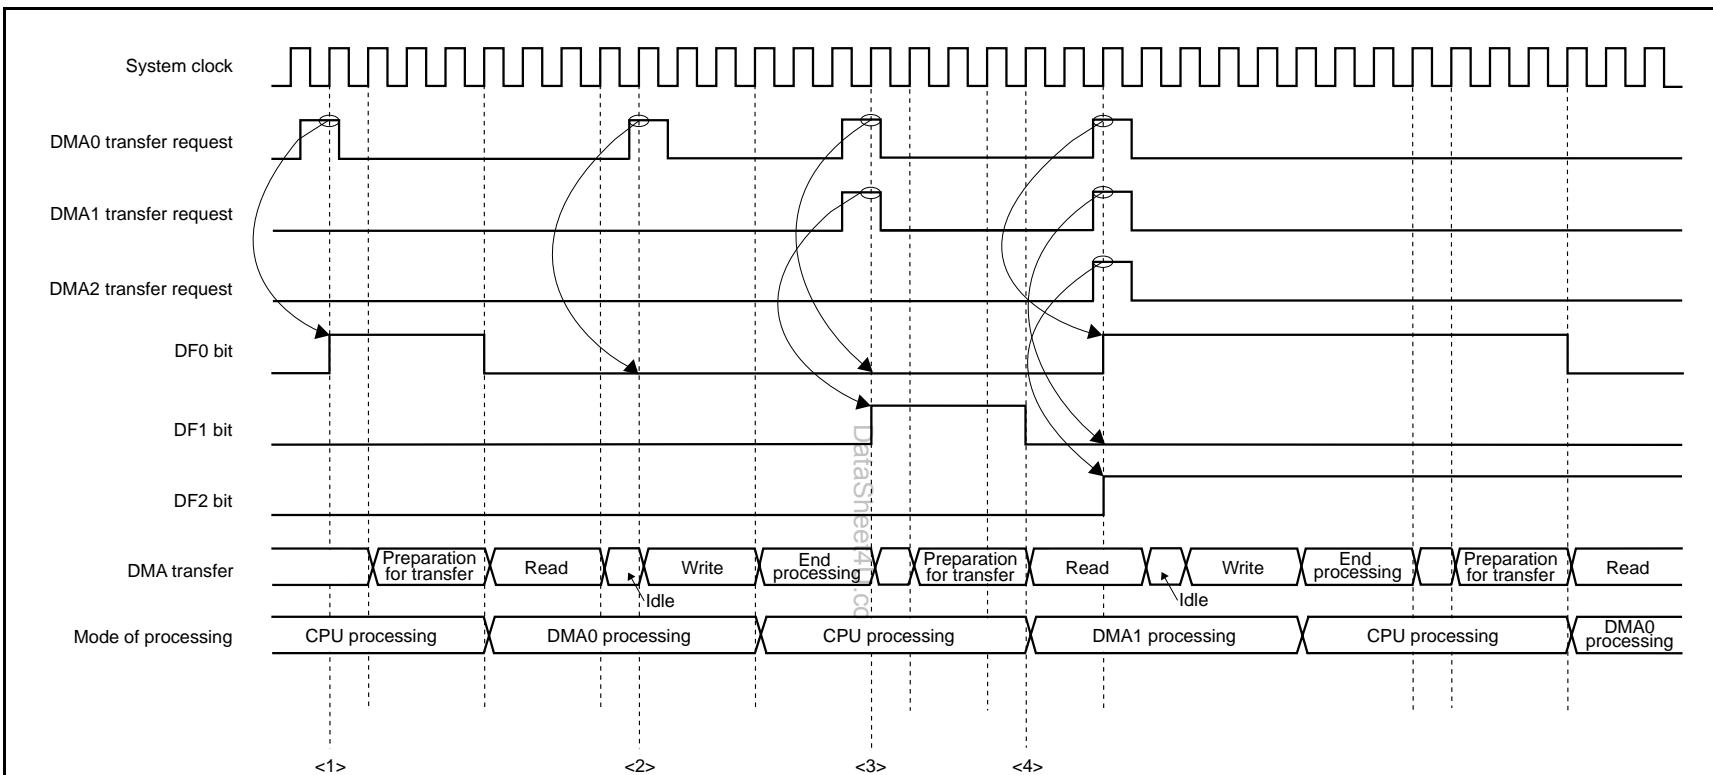 System clock
DMA0 transfer request
DMA1 transfer request
DMA2 transfer request
DF0 bit
DF1 bit
DF2 bit
DataSheet4U.co
DMA transfer
Preparation
for transfer
Read
Idle
Write
End
processing
Preparation
for transfer
Read
Idle
Write
End
processing
Preparation
for transfer
Read
Mode of processing
CPU processing
DMA0 processing
CPU processing
DMA1 processing
CPU processing
DMA0
processing
<1>
<2>
<3>
<4>